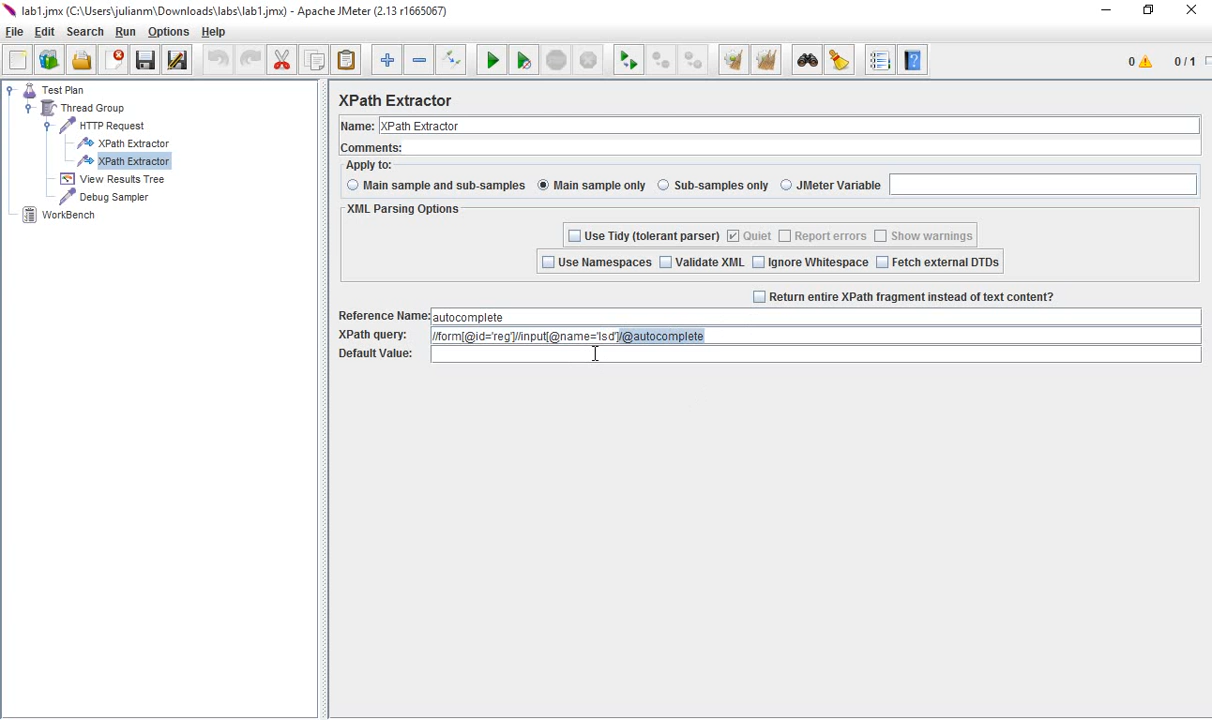 lab1.jmx (C:\Users\julianm\Downloads\labs\lab1.jmx) - Apache JMeter (2.13 r1665067)
File Edit Search Run Options Help
0 0 / 1
Test Plan
Thread Group
HTTP Request
XPath Extractor
XPath Extractor
View Results Tree
Debug Sampler
WorkBench
XPath Extractor
Name: XPath Extractor
Comments:
Apply to:
Main sample and sub-samples Main sample only Sub-samples only JMeter Variable
XML Parsing Options
Use Tidy (tolerant parser) Quiet Report errors Show warnings
Use Namespaces Validate XML Ignore Whitespace Fetch external DTDs
Return entire XPath fragment instead of text content?
Reference Name: autocomplete
XPath query: //form[@id='reg']//input[@name='lsd']/@autocomplete
Default Value: